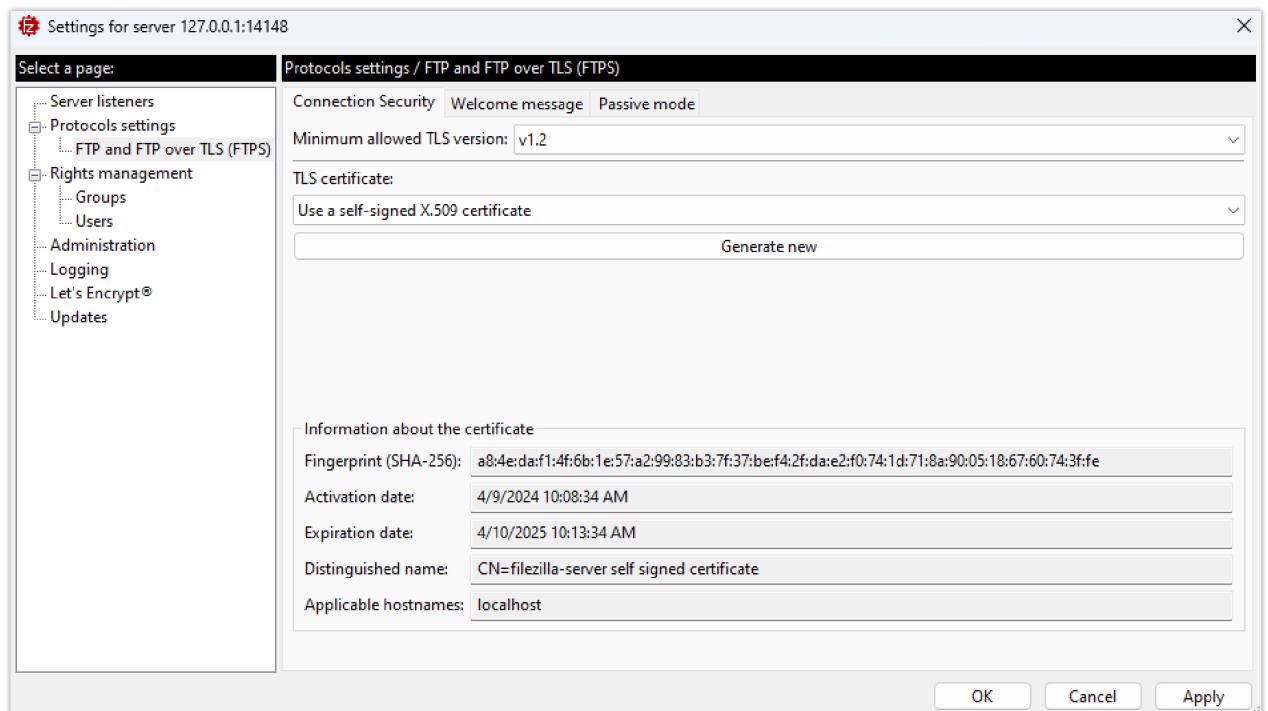 Settings for server 127.0.0.1:14148
Select a page:
Protocols settings / FTP and FTP over TLS (FTPS)
Server listeners
Protocols settings
FTP and FTP over TLS (FTPS)
Rights management
Groups
Users
Administration
Logging
Let's Encrypt®
Updates
Connection Security Welcome message Passive mode
Minimum allowed TLS version: v1.2
TLS certificate:
Use a self-signed X.509 certificate
Generate new
Information about the certificate
Fingerprint (SHA-256): a8:4e:da:f1:4f:6b:1e:57:a2:99:83:b3:7f:37:be:f4:2f:da:e2:f0:74:1d:71:8a:90:05:18:67:60:74:3f:fe
Activation date: 4/9/2024 10:08:34 AM
Expiration date: 4/10/2025 10:13:34 AM
Distinguished name: CN=filezilla-server self signed certificate
Applicable hostnames: localhost
OK Cancel Apply